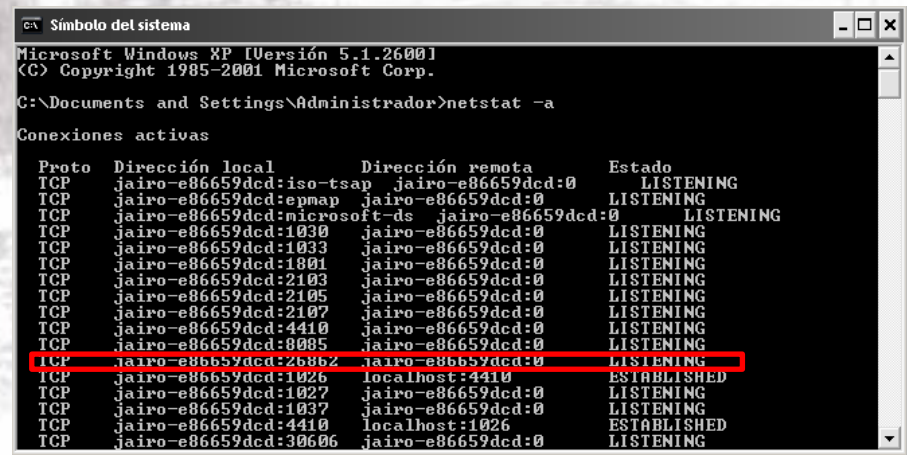 Símbolo del sistema
Microsoft Windows XP [Versión 5.1.2600]
(C) Copyright 1985-2001 Microsoft Corp.
C:\Documents and Settings\Administrador>netstat -a
Conexiones activas
Proto Dirección local Dirección remota Estado
TCP jairo-e86659dcd:iso-tsap jairo-e86659dcd:0 LISTENING
TCP jairo-e86659dcd:epmap jairo-e86659dcd:0 LISTENING
TCP jairo-e86659dcd:microsoft-ds jairo-e86659dcd:0 LISTENING
TCP jairo-e86659dcd:1030 jairo-e86659dcd:0 LISTENING
TCP jairo-e86659dcd:1033 jairo-e86659dcd:0 LISTENING
TCP jairo-e86659dcd:1801 jairo-e86659dcd:0 LISTENING
TCP jairo-e86659dcd:2103 jairo-e86659dcd:0 LISTENING
TCP jairo-e86659dcd:2105 jairo-e86659dcd:0 LISTENING
TCP jairo-e86659dcd:2107 jairo-e86659dcd:0 LISTENING
TCP jairo-e86659dcd:4410 jairo-e86659dcd:0 LISTENING
TCP jairo-e86659dcd:8085 jairo-e86659dcd:0 LISTENING
TCP jairo-e86659dcd:26862 jairo-e86659dcd:0 LISTENING
TCP jairo-e86659dcd:1026 localhost:4410 ESTABLISHED
TCP jairo-e86659dcd:1027 jairo-e86659dcd:0 LISTENING
TCP jairo-e86659dcd:1037 jairo-e86659dcd:0 LISTENING
TCP jairo-e86659dcd:4410 localhost:1026 ESTABLISHED
TCP jairo-e86659dcd:30606 jairo-e86659dcd:0 LISTENING